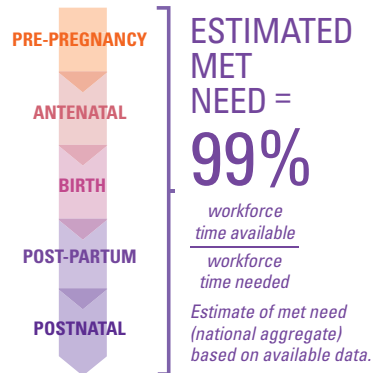 PRE-PREGNANCY
ANTENATAL
BIRTH
POST-PARTUM
POSTNATAL
ESTIMATED
MET
NEED =
99%
workforce
time available
workforce
time needed
Estimate of met need
(national aggregate)
based on available data.